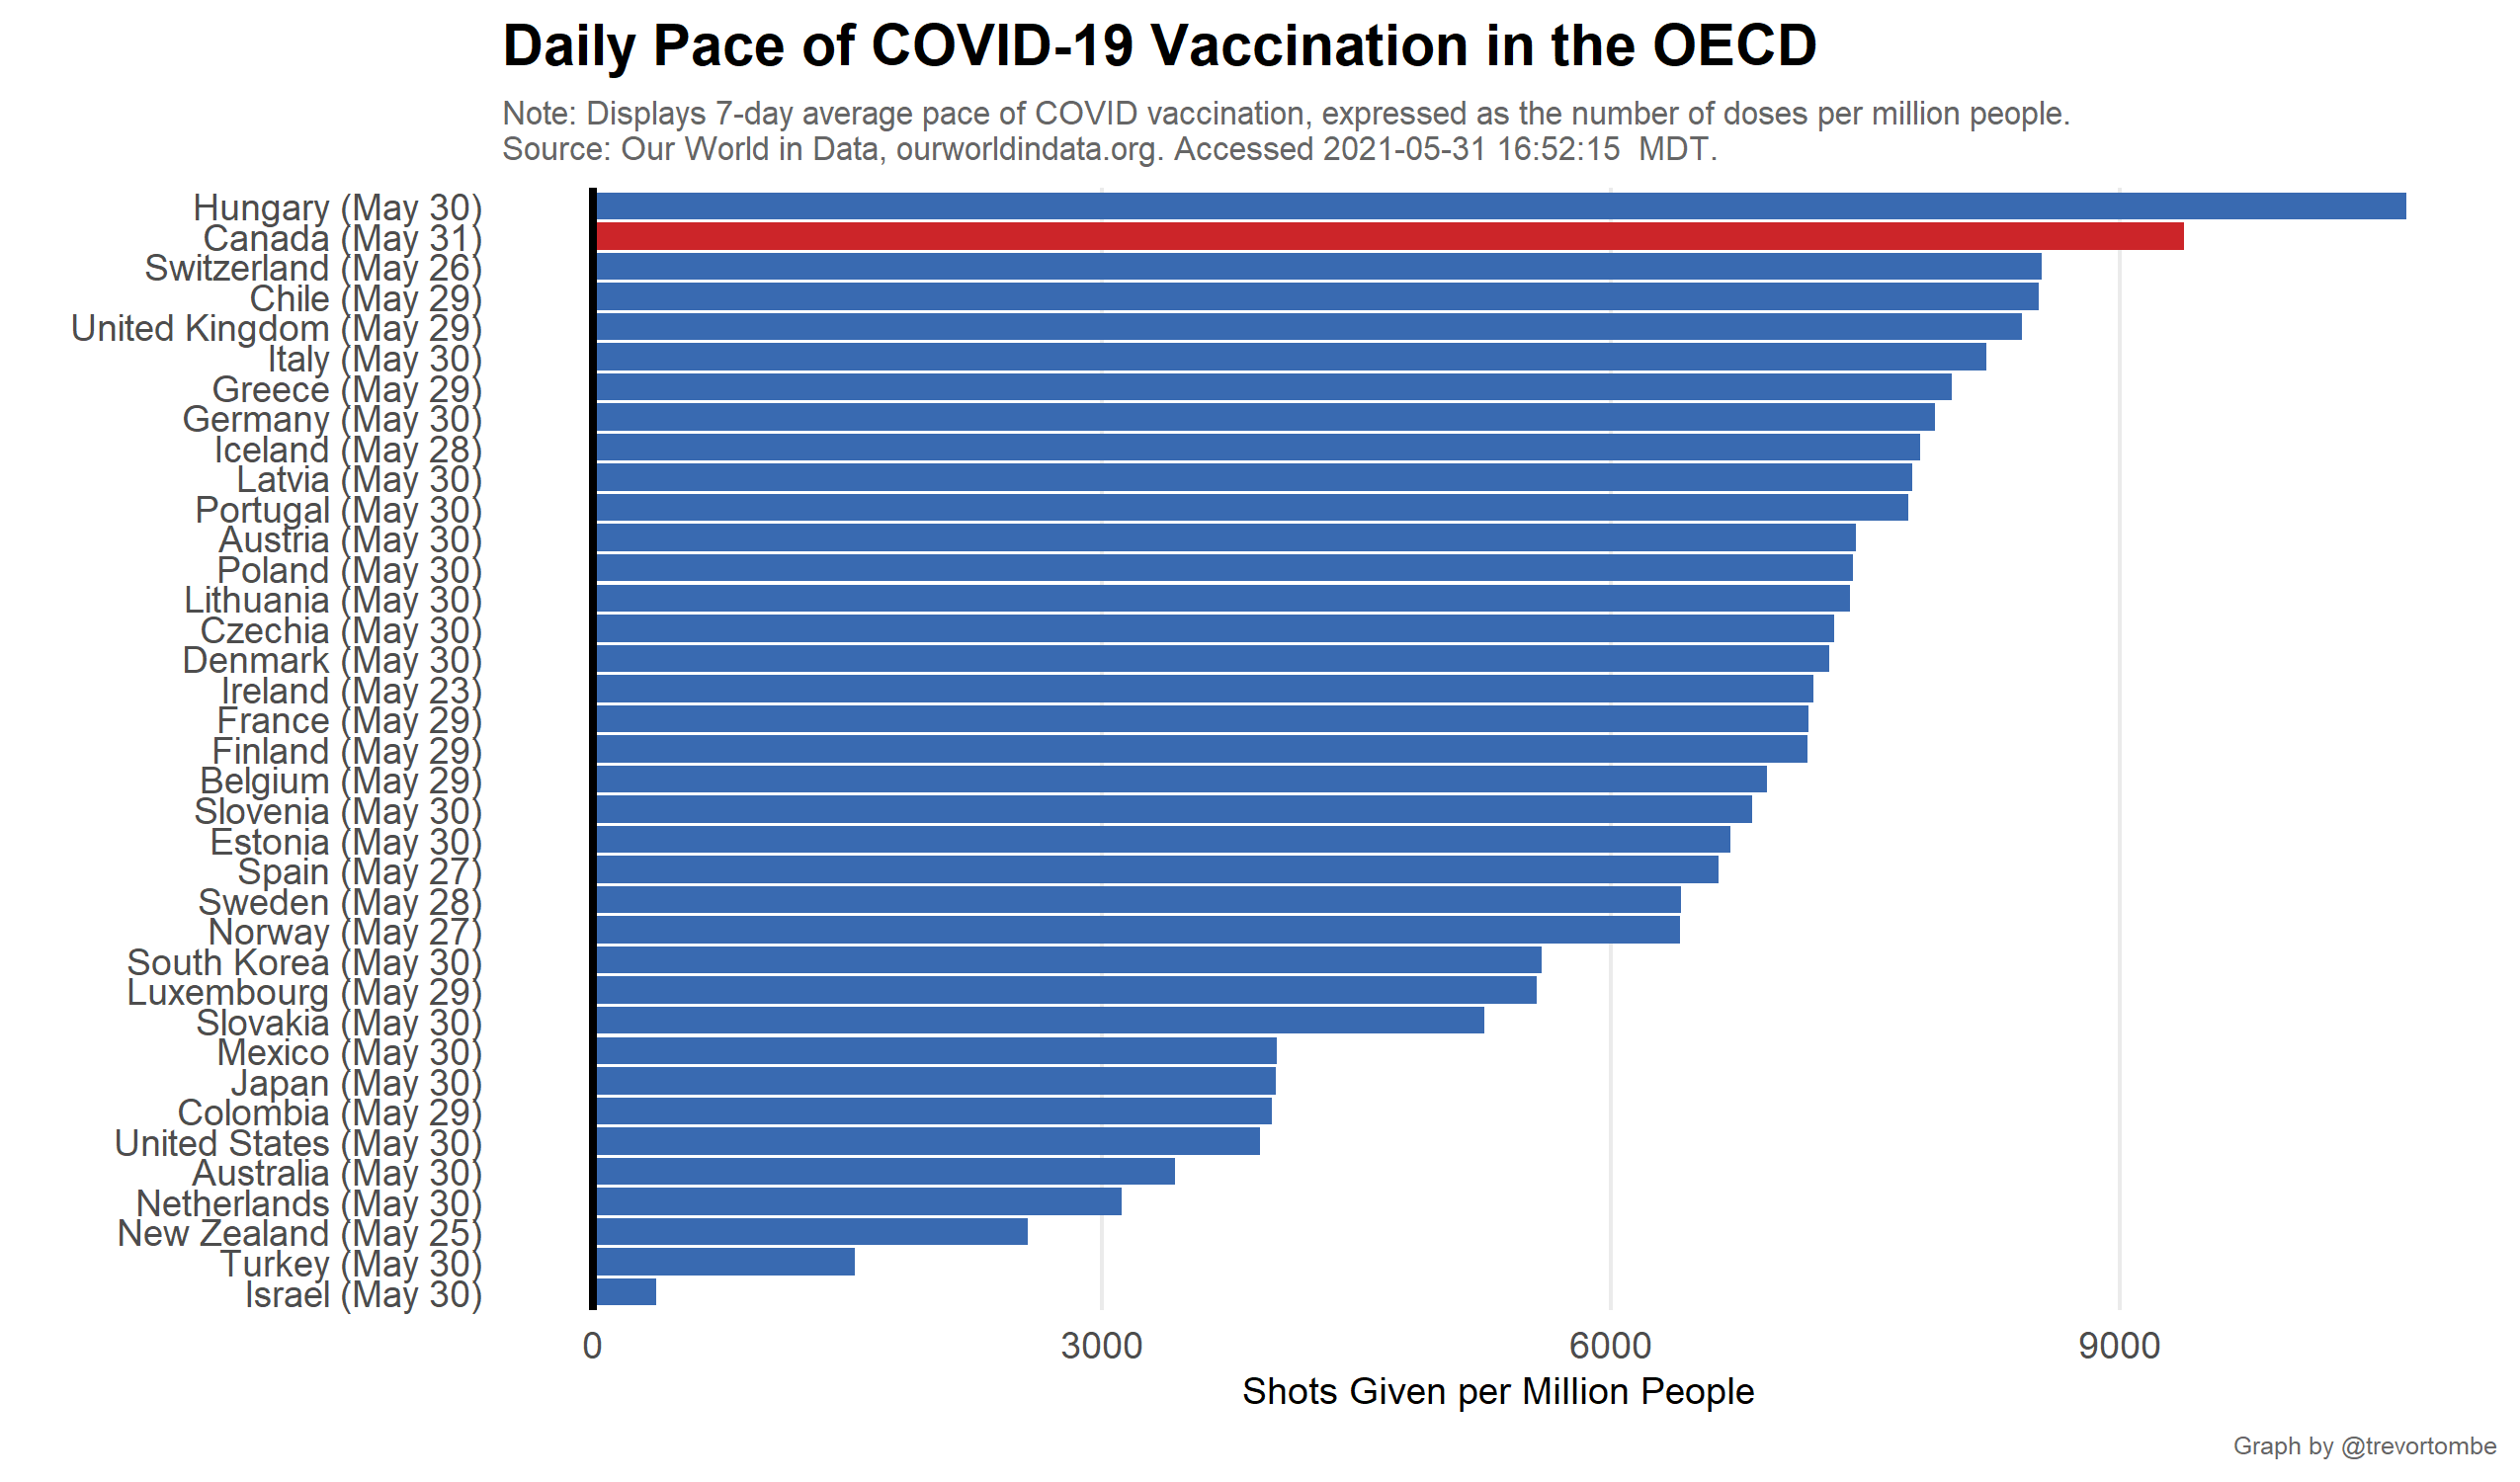 Daily Pace of COVID-19 Vaccination in the OECD
Note: Displays 7-day average pace of COVID vaccination, expressed as the number of doses per million people.
Source: Our World in Data, ourworldindata.org. Accessed 2021-05-31 16:52:15  MDT.
Hungary (May 30)
Canada (May 31)
Switzerland (May 26)
Chile (May 29)
United Kingdom (May 29)
Italy (May 30)
Greece (May 29)
Germany (May 30)
Iceland (May 28)
Latvia (May 30)
Portugal (May 30)
Austria (May 30)
Poland (May 30)
Lithuania (May 30)
Czechia (May 30)
Denmark (May 30)
Ireland (May 23)
France (May 29)
Finland (May 29)
Belgium (May 29)
Slovenia (May 30)
Estonia (May 30)
Spain (May 27)
Sweden (May 28)
Norway (May 27)
South Korea (May 30)
Luxembourg (May 29)
Slovakia (May 30)
Mexico (May 30)
Japan (May 30)
Colombia (May 29)
United States (May 30)
Australia (May 30)
Netherlands (May 30)
New Zealand (May 25)
Turkey (May 30)
Israel (May 30)
0 3000 6000 9000
Shots Given per Million People
Graph by @trevortombe